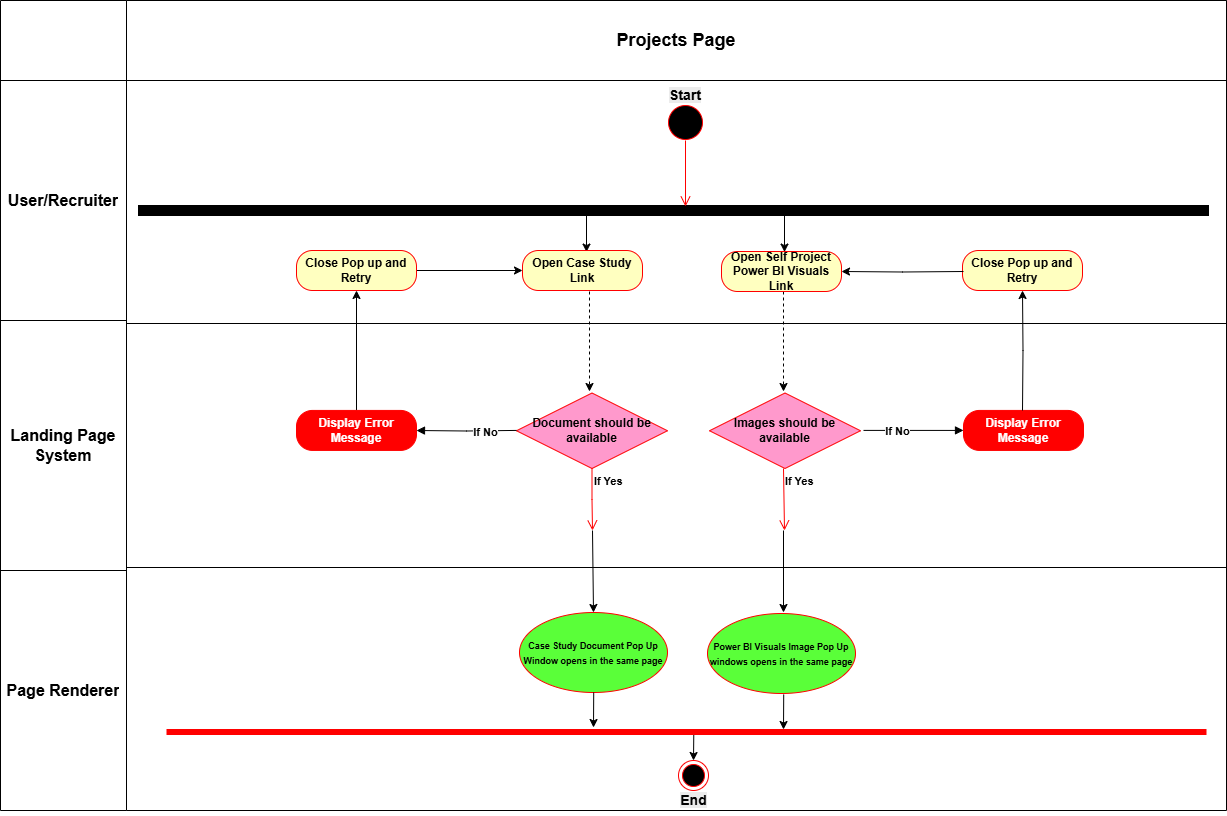 Projects Page
Start
User/Recruiter
Close Pop up and
Retry
Open Case Study
Link
Open Self Project
Power BI Visuals
Link
Close Pop up and
Retry
Landing Page
System
Display Error
Message
If No
Document should be
available
Images should be
available
If No
Display Error
Message
If Yes
If Yes
Page Renderer
Case Study Document Pop Up
Window opens in the same page
Power BI Visuals Image Pop Up
windows opens in the same page
End